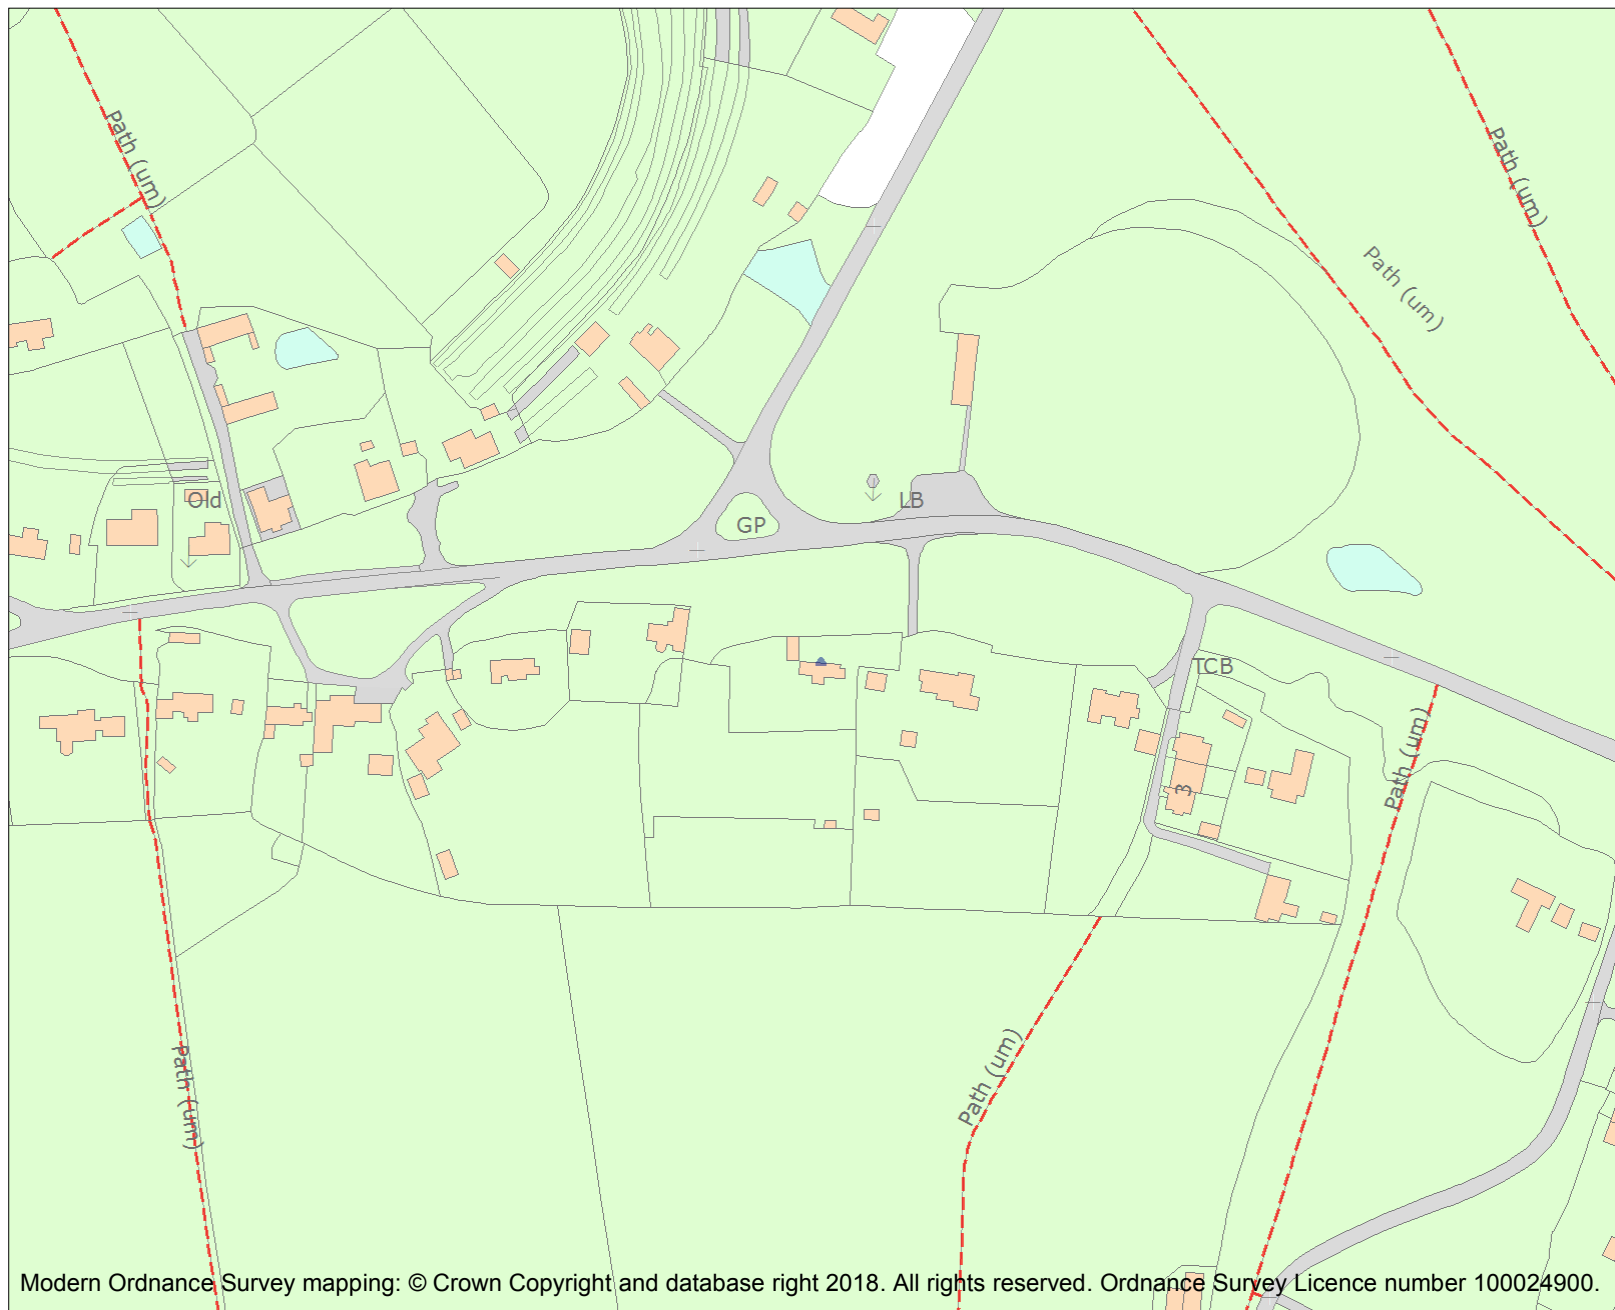 Path (um)
Path (um)
Path (um)
Old
LB
GP
TCB
Path (um)
3
Path (um)
Path (um)
Modern Ordnance Survey mapping: © Crown Copyright and database right 2018. All rights reserved. Ordnance Survey Licence number 100024900.